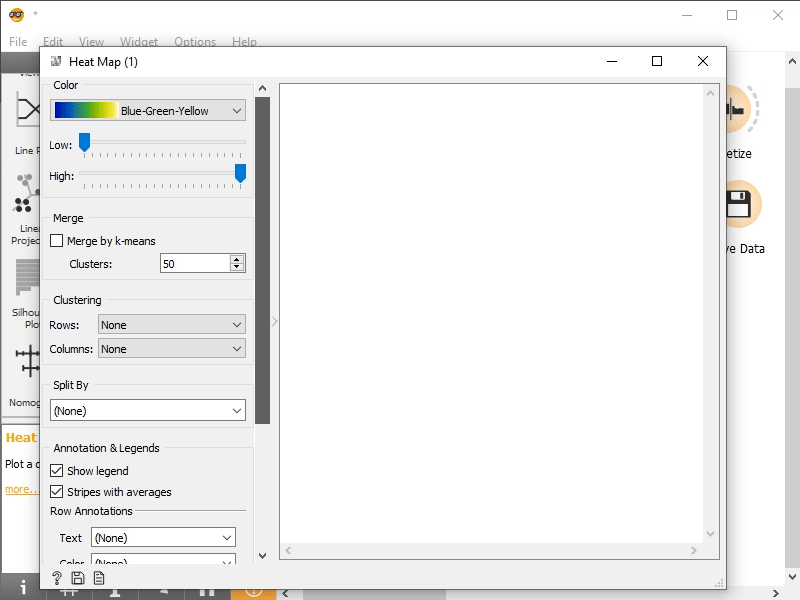 *
File Edit View Widget Options Help
Heat Map (1)
Color
Blue-Green-Yellow
Low:
High:
Merge
Merge by k-means
Clusters: 50
Clustering
Rows: None
Columns: None
Split By
(None)
Annotation & Legends
Show legend
Stripes with averages
Row Annotations
Text (None)
Color (None)
Line P
Linea
Projec
Silhou
Plo
Nomog
Heat
Plot a d
more...
etize
ve Data